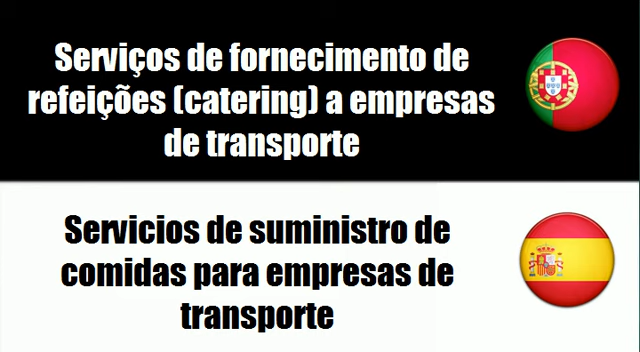 Serviços de fornecimento de
refeições (catering) a empresas
de transporte
Servicios de suministro de
comidas para empresas de
transporte